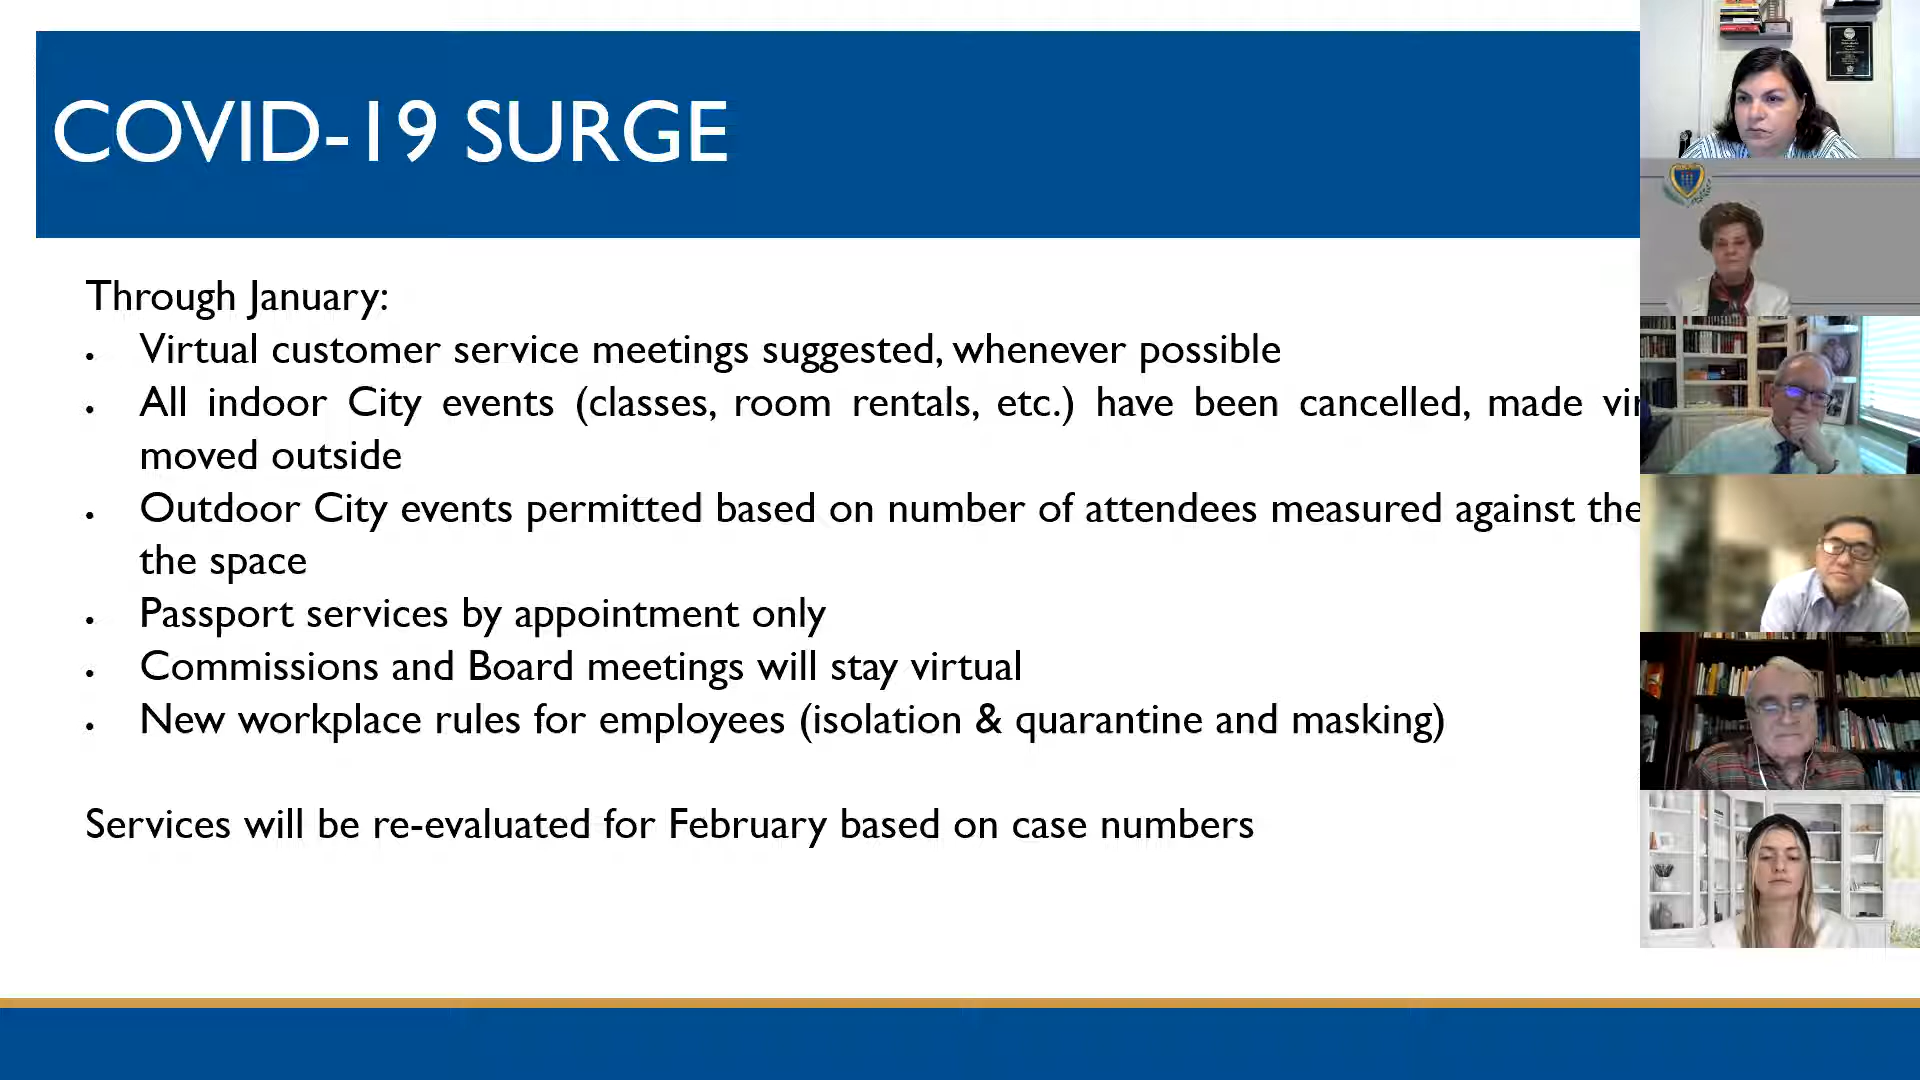 COVID-19 SURGE
Through January:
• Virtual customer service meetings suggested, whenever possible
• All indoor City events (classes, room rentals, etc.) have been cancelled, made
moved outside
• Outdoor City events permitted based on number of attendees measured against the
the space
• Passport services by appointment only
• Commissions and Board meetings will stay virtual
• New workplace rules for employees (isolation & quarantine and masking)
Services will be re-evaluated for February based on case numbers